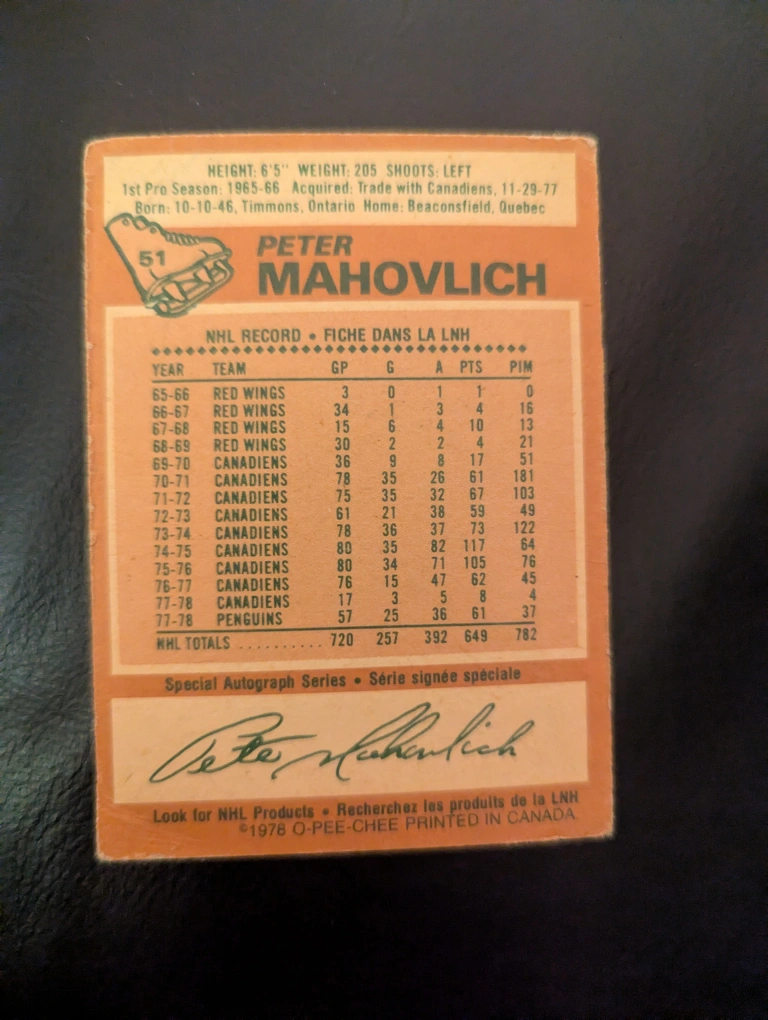 HEIGHT: 6'5" WEIGHT: 205 SHOOTS: LEFT
1st Pro Season: 1965-66 Acquired: Trade with Canadiens, 11-29-77
Born: 10-10-46, Timmons, Ontario Home: Beaconsfield, Quebec
51
PETER
MAHOVLICH
NHL RECORD • FICHE DANS LA LNH
YEAR TEAM GP G A PTS PIM
65-66 RED WINGS 3 0 1 1 0
66-67 RED WINGS 34 1 3 4 16
67-68 RED WINGS 15 6 4 10 13
68-69 RED WINGS 30 2 2 4 21
69-70 CANADIENS 36 9 8 17 51
70-71 CANADIENS 78 35 26 61 181
71-72 CANADIENS 75 35 32 67 103
72-73 CANADIENS 61 21 38 59 49
73-74 CANADIENS 78 36 37 73 122
74-75 CANADIENS 80 35 82 117 64
75-76 CANADIENS 80 34 71 105 76
76-77 CANADIENS 76 15 47 62 45
77-78 CANADIENS 17 3 5 8 4
77-78 PENGUINS 57 25 36 61 37
NHL TOTALS .......... 720 257 392 649 782
Special Autograph Series • Série signée spéciale
Pete Mahovlich
Look for NHL Products • Recherchez les produits de la LNH
©1978 O-PEE-CHEE PRINTED IN CANADA.